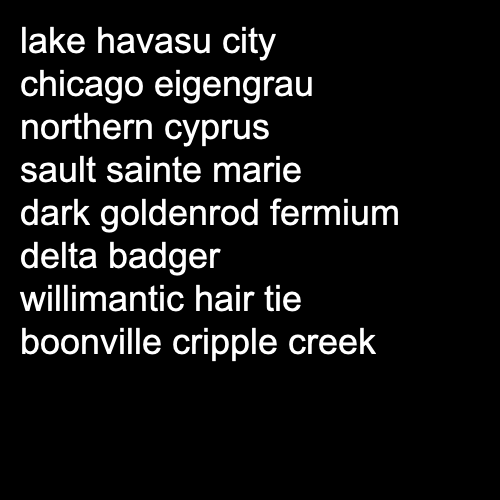 lake havasu city
chicago eigengrau
northern cyprus
sault sainte marie
dark goldenrod fermium
delta badger
willimantic hair tie
boonville cripple creek